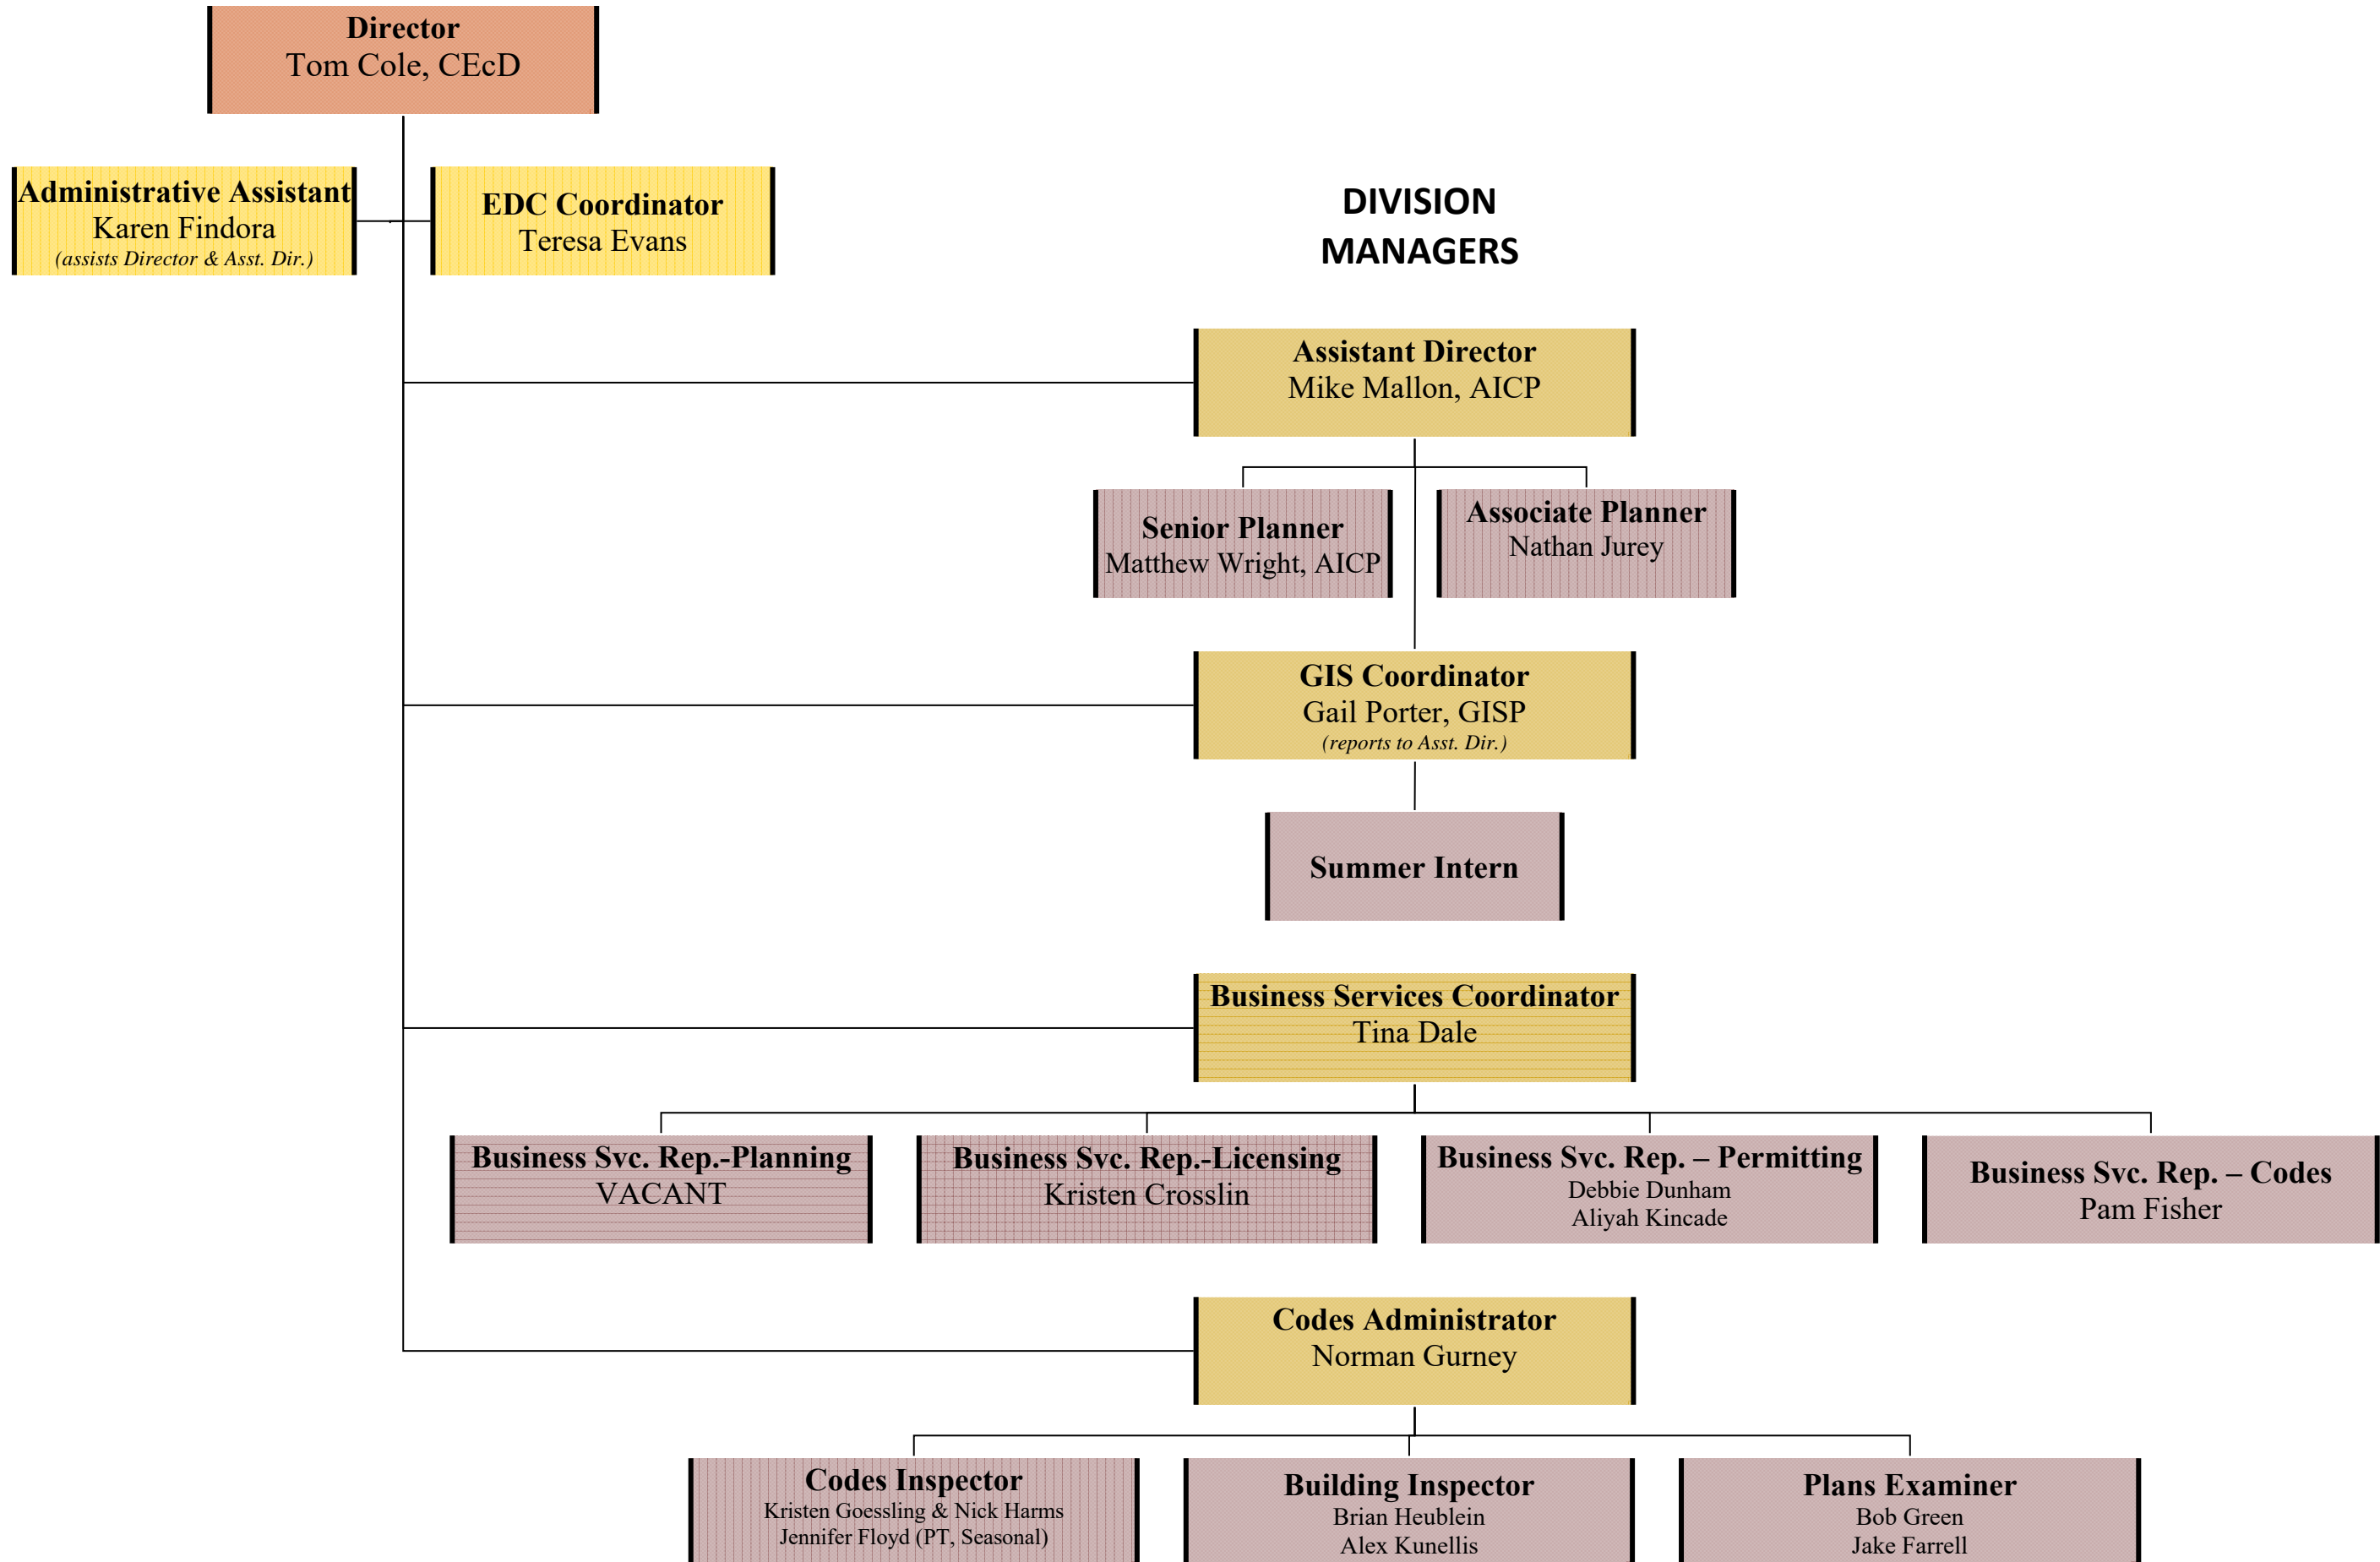 Director
Tom Cole, CEcD
Administrative Assistant
Karen Findora
(assists Director & Asst. Dir.)
EDC Coordinator
Teresa Evans
DIVISION
MANAGERS
Assistant Director
Mike Mallon, AICP
Senior Planner
Matthew Wright, AICP
Associate Planner
Nathan Jurey
GIS Coordinator
Gail Porter, GISP
(reports to Asst. Dir.)
Summer Intern
Business Services Coordinator
Tina Dale
Business Svc. Rep.-Planning
VACANT
Business Svc. Rep.-Licensing
Kristen Crosslin
Business Svc. Rep. – Permitting
Debbie Dunham
Aliyah Kincade
Business Svc. Rep. – Codes
Pam Fisher
Codes Administrator
Norman Gurney
Codes Inspector
Kristen Goessling & Nick Harms
Jennifer Floyd (PT, Seasonal)
Building Inspector
Brian Heublein
Alex Kunellis
Plans Examiner
Bob Green
Jake Farrell